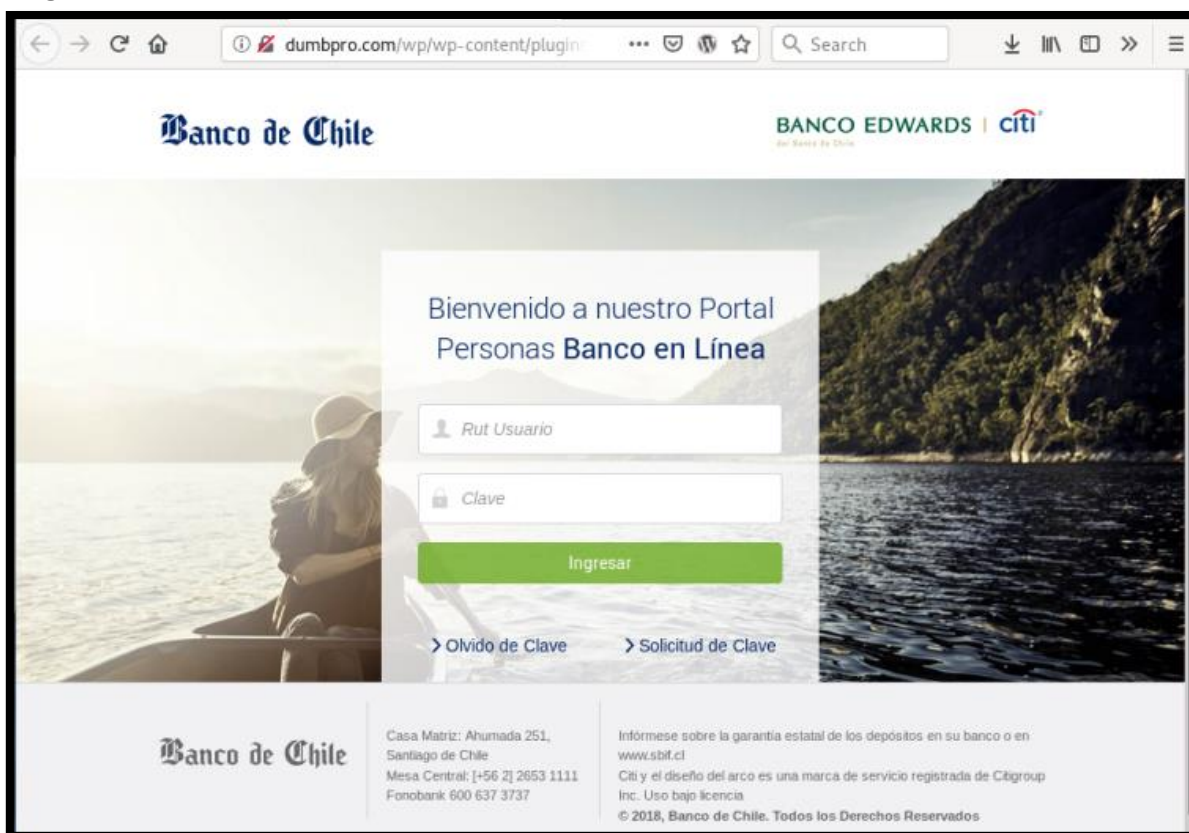 dumbpro.com/wp/wp-content/plugin
Search
Banco de Chile
BANCO EDWARDS | citi
del Banco de Chile
Bienvenido a nuestro Portal
Personas Banco en Línea
Rut Usuario
Clave
Ingresar
Olvido de Clave
Solicitud de Clave
Banco de Chile
Casa Matriz: Ahumada 251,
Santiago de Chile
Mesa Central: [+56 2] 2653 1111
Fonobank 600 637 3737
Infórmese sobre la garantía estatal de los depósitos en su banco o en
www.sbif.cl
Citi y el diseño del arco es una marca de servicio registrada de Citigroup
Inc. Uso bajo licencia
© 2018, Banco de Chile. Todos los Derechos Reservados